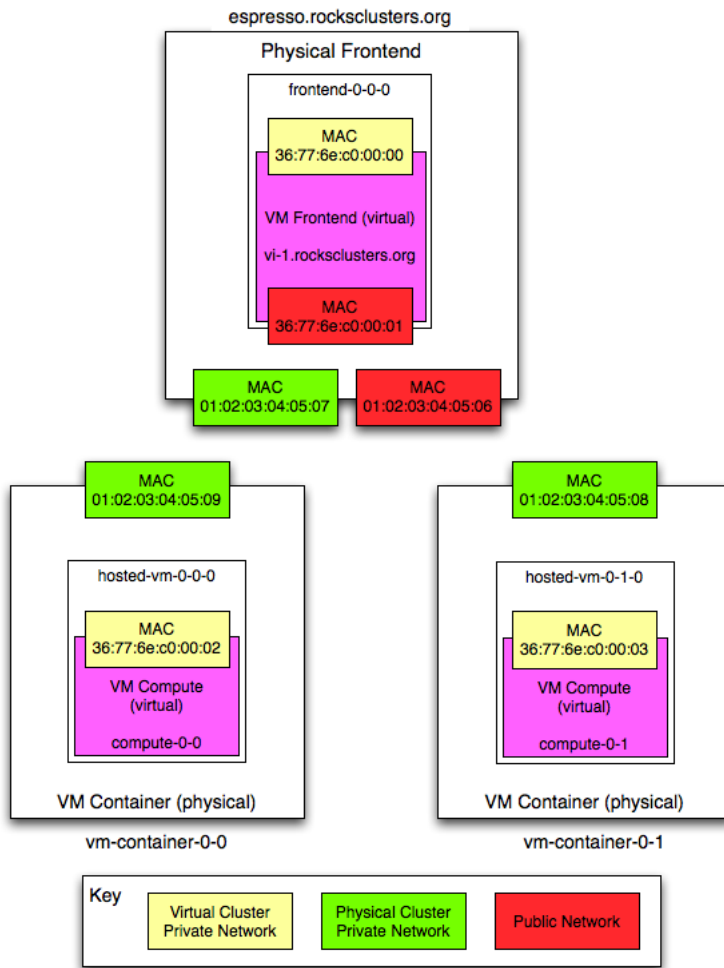 espresso.rocksclusters.org
Physical Frontend
frontend-0-0-0
MAC
36:77:6e:c0:00:00
VM Frontend (virtual)
vi-1.rocksclusters.org
MAC
36:77:6e:c0:00:01
MAC
01:02:03:04:05:07
MAC
01:02:03:04:05:06
MAC
01:02:03:04:05:09
hosted-vm-0-0-0
MAC
36:77:6e:c0:00:02
VM Compute
(virtual)
compute-0-0
VM Container (physical)
vm-container-0-0
MAC
01:02:03:04:05:08
hosted-vm-0-1-0
MAC
36:77:6e:c0:00:03
VM Compute
(virtual)
compute-0-1
VM Container (physical)
vm-container-0-1
Key
Virtual Cluster
Private Network
Physical Cluster
Private Network
Public Network